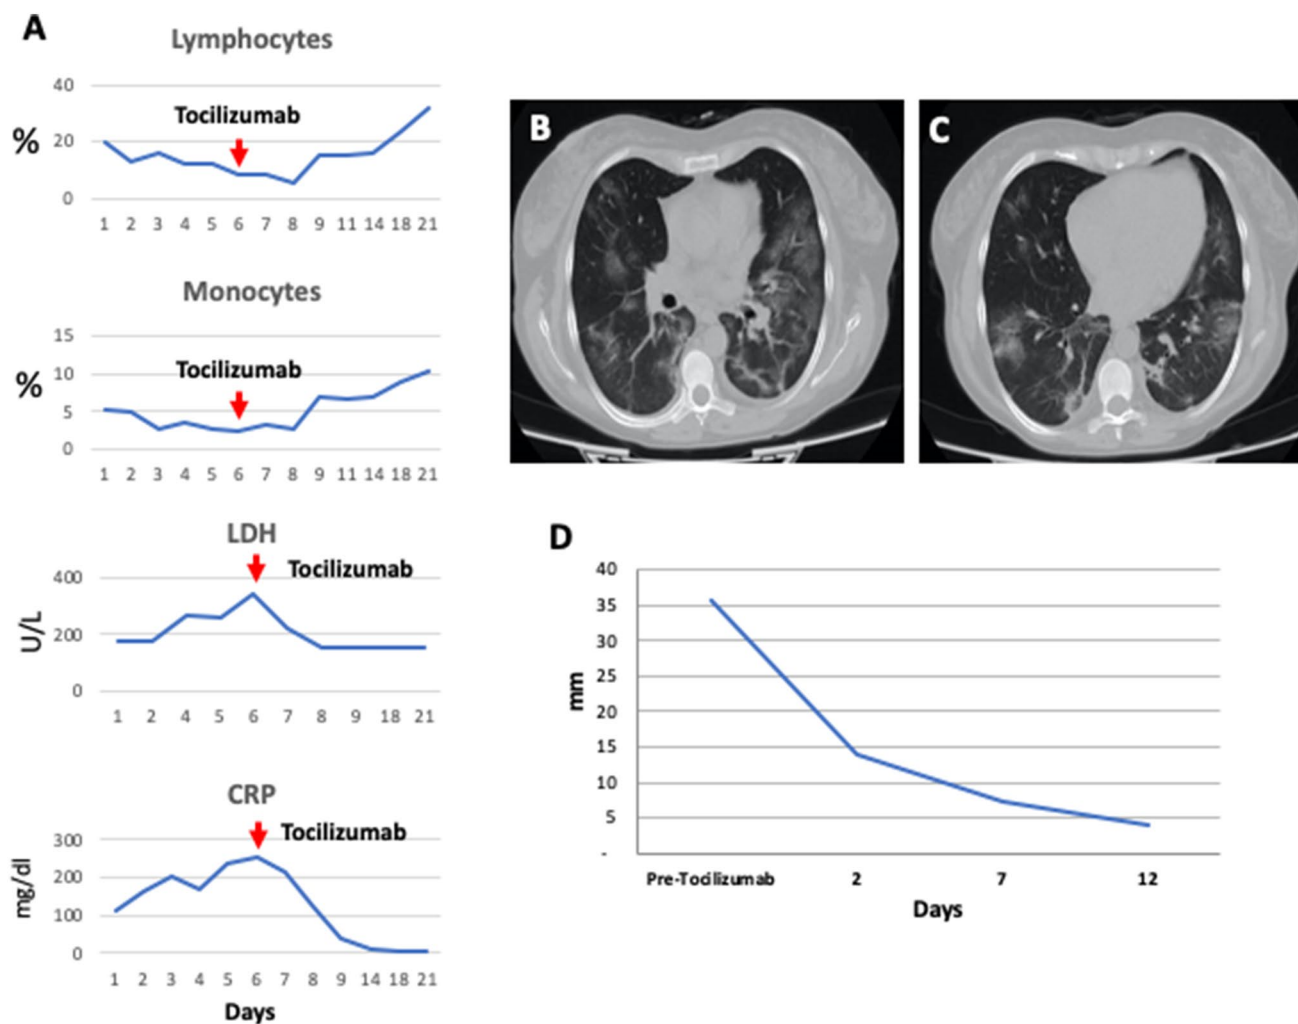 A
Lymphocytes
40
Tocilizumab
%
20
0
1 2 3 4 5 6 7 8 9 11 14 18 21
Monocytes
15
Tocilizumab
%
10
5
0
1 2 3 4 5 6 7 8 9 11 14 18 21
LDH
Tocilizumab
400
U/L
200
0
1 2 4 5 6 7 8 9 18 21
CRP
Tocilizumab
300
mg/dl
200
100
0
1 2 3 4 5 6 7 8 9 14 18 21
Days
B
C
D
40
35
30
25
mm
20
15
10
5
-
Pre-Tocilizumab 2 7 12
Days